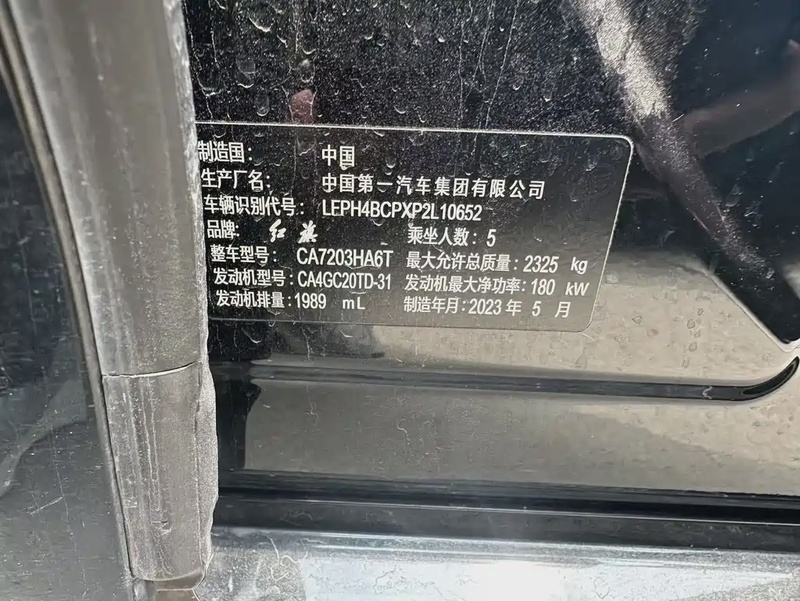 制造国： 中国
生产厂名： 中国第一汽车集团有限公司
车辆识别代号： LEPH4BCPXP2L10652
品牌： 红旗 乘坐人数：5
整车型号： CA7203HA6T 最大允许总质量：2325 kg
发动机型号：CA4GC20TD-31 发动机最大净功率：180 kW
发动机排量：1989 mL 制造年月：2023 年 5 月